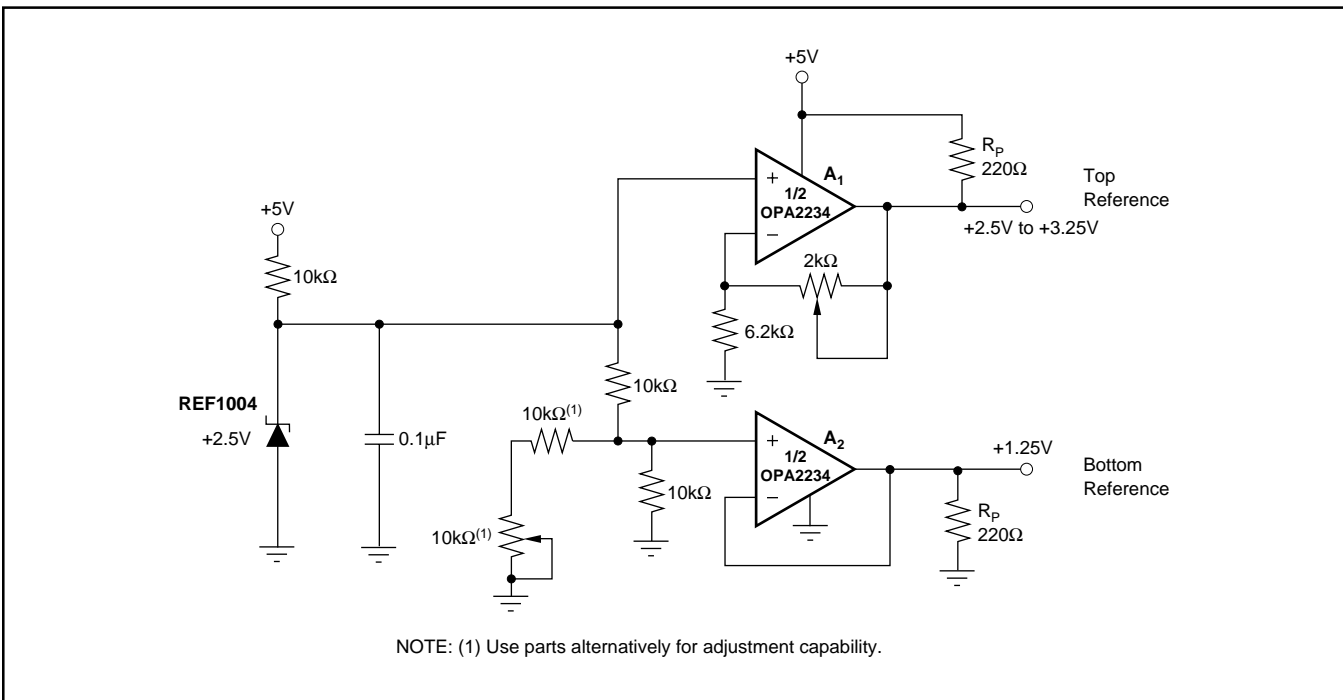 +5V
R_P
220Ω
A_1
+
1/2
OPA2234
−
Top
Reference
+2.5V to +3.25V
+5V
10kΩ
2kΩ
6.2kΩ
10kΩ
REF1004
+2.5V
0.1µF
10kΩ(1)
A_2
+
1/2
OPA2234
−
+1.25V
Bottom
Reference
10kΩ
R_P
220Ω
10kΩ(1)
NOTE: (1) Use parts alternatively for adjustment capability.